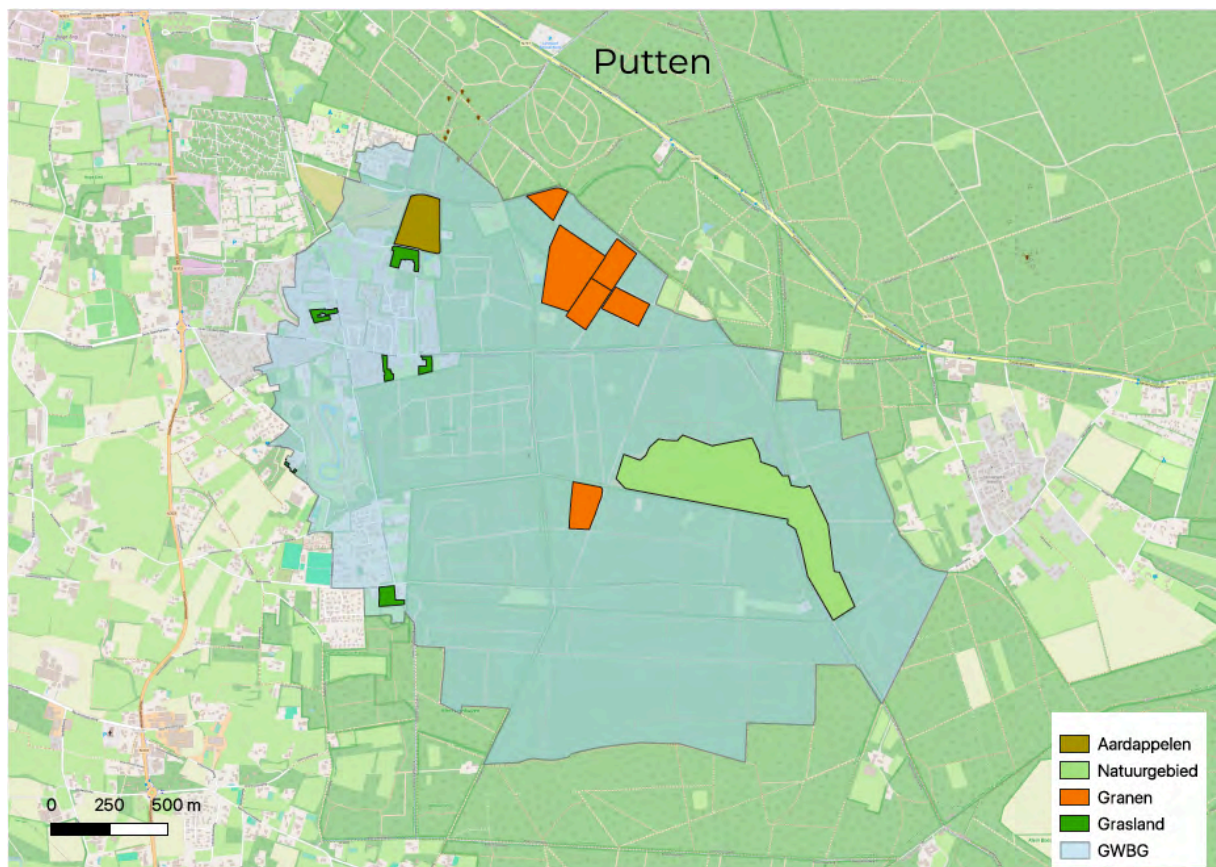 Putten
0 250 500 m
Aardappelen
Natuurgebied
Granen
Grasland
GWBG